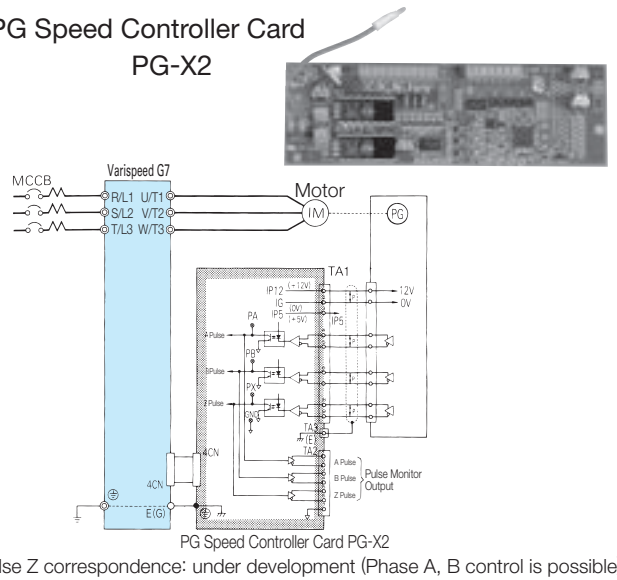 PG Speed Controller Card
PG-X2
Varispeed G7
MCCB
R/L1 U/T1
S/L2 V/T2
T/L3 W/T3
Motor
IM
PG
TA1
IP12 (+12V)
12V
IG
0V
IP5 (0V)
(+5V)
IP5
PA
A Pulse
PB
B Pulse
PX
Z Pulse
GND
TA3
(E)
TA2
4CN
4CN
A Pulse
B Pulse
Z Pulse
Pulse Monitor
Output
E(G)
PG Speed Controller Card PG-X2
lse Z correspondence: under development (Phase A, B control is possible